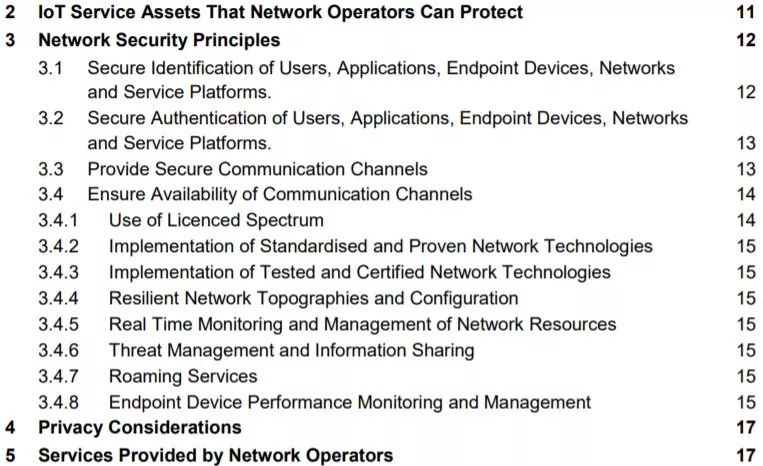 2 IoT Service Assets That Network Operators Can Protect 11
3 Network Security Principles 12
3.1 Secure Identification of Users, Applications, Endpoint Devices, Networks
and Service Platforms. 12
3.2 Secure Authentication of Users, Applications, Endpoint Devices, Networks
and Service Platforms. 13
3.3 Provide Secure Communication Channels 13
3.4 Ensure Availability of Communication Channels 14
3.4.1 Use of Licenced Spectrum 14
3.4.2 Implementation of Standardised and Proven Network Technologies 15
3.4.3 Implementation of Tested and Certified Network Technologies 15
3.4.4 Resilient Network Topographies and Configuration 15
3.4.5 Real Time Monitoring and Management of Network Resources 15
3.4.6 Threat Management and Information Sharing 15
3.4.7 Roaming Services 15
3.4.8 Endpoint Device Performance Monitoring and Management 15
4 Privacy Considerations 17
5 Services Provided by Network Operators 17